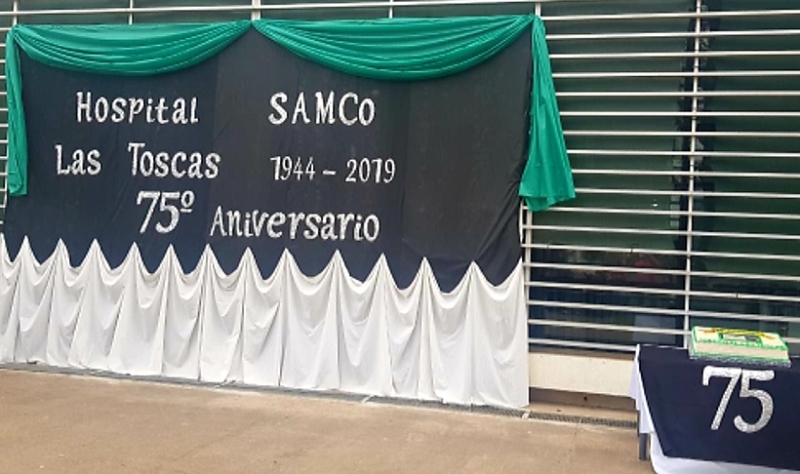 Hospital SAMCo
Las Toscas 1944 - 2019
75º Aniversario
75